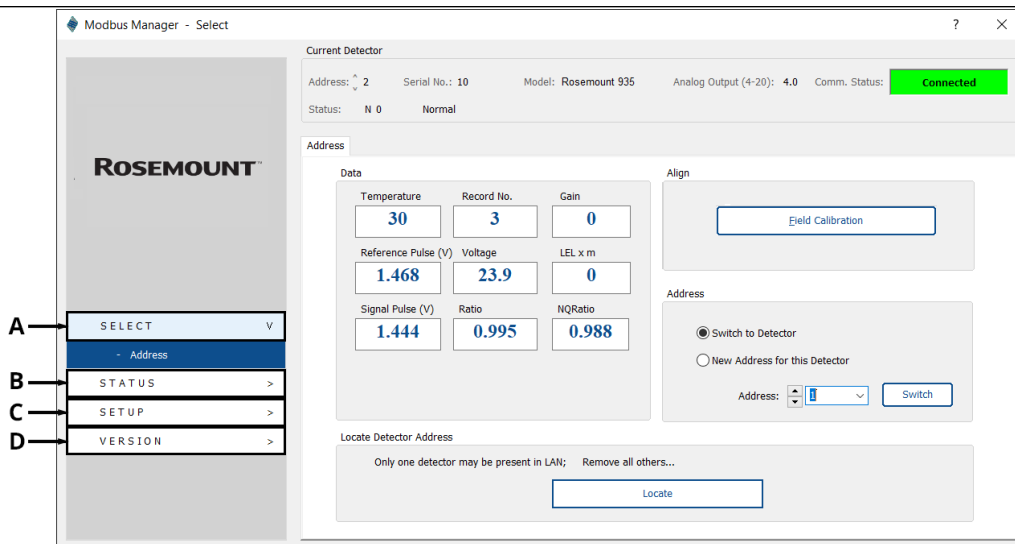 Modbus Manager - Select ? ×
Current Detector
Address: 2 Serial No.: 10 Model: Rosemount 935 Analog Output (4-20): 4.0 Comm. Status: Connected
Status: N 0 Normal
Address
ROSEMOUNT™
Data
Temperature Record No. Gain
30 3 0
Reference Pulse (V) Voltage LEL x m
1.468 23.9 0
Signal Pulse (V) Ratio NQRatio
1.444 0.995 0.988
Align
Field Calibration
Address
Switch to Detector
New Address for this Detector
Address: 1 Switch
A SELECT V
- Address
B STATUS >
C SETUP >
D VERSION >
Locate Detector Address
Only one detector may be present in LAN; Remove all others...
Locate